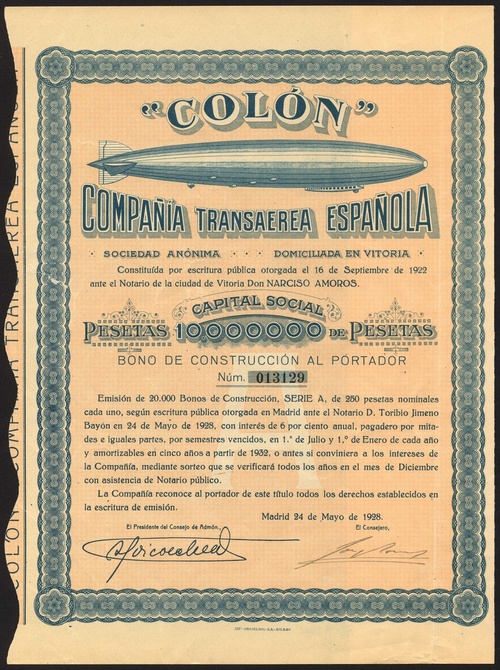 "COLÓN"
COMPAÑÍA TRANSAEREA ESPAÑOLA
SOCIEDAD ANÓNIMA · · · DOMICILIADA EN VITORIA
Constituída por escritura pública otorgada el 16 de Septiembre de 1922
ante el Notario de la ciudad de Vitoria Don NARCISO AMOROS.
CAPITAL SOCIAL
PESETAS 10000000 DE PESETAS
BONO DE CONSTRUCCIÓN AL PORTADOR
Núm. 013129
Emisión de 20.000 Bonos de Construcción, SERIE A, de 250 pesetas nominales
cada uno, según escritura pública otorgada en Madrid ante el Notario D. Toribio Jimeno
Bayón en 24 de Mayo de 1928, con interés de 6 por ciento anual, pagadero por mita-
des e iguales partes, por semestres vencidos, en 1.º de Julio y 1.º de Enero de cada año
y amortizables en cinco años a partir de 1932, o antes si conviniera a los intereses de
la Compañía, mediante sorteo que se verificará todos los años en el mes de Diciembre
con asistencia de Notario público.
La Compañía reconoce al portador de este título todos los derechos establecidos en
la escritura de emisión.
Madrid 24 de Mayo de 1928.
El Presidente del Consejo de Admón.,
El Consejero,
COLÓN COMPAÑÍA TRANSAEREA ESPAÑOLA